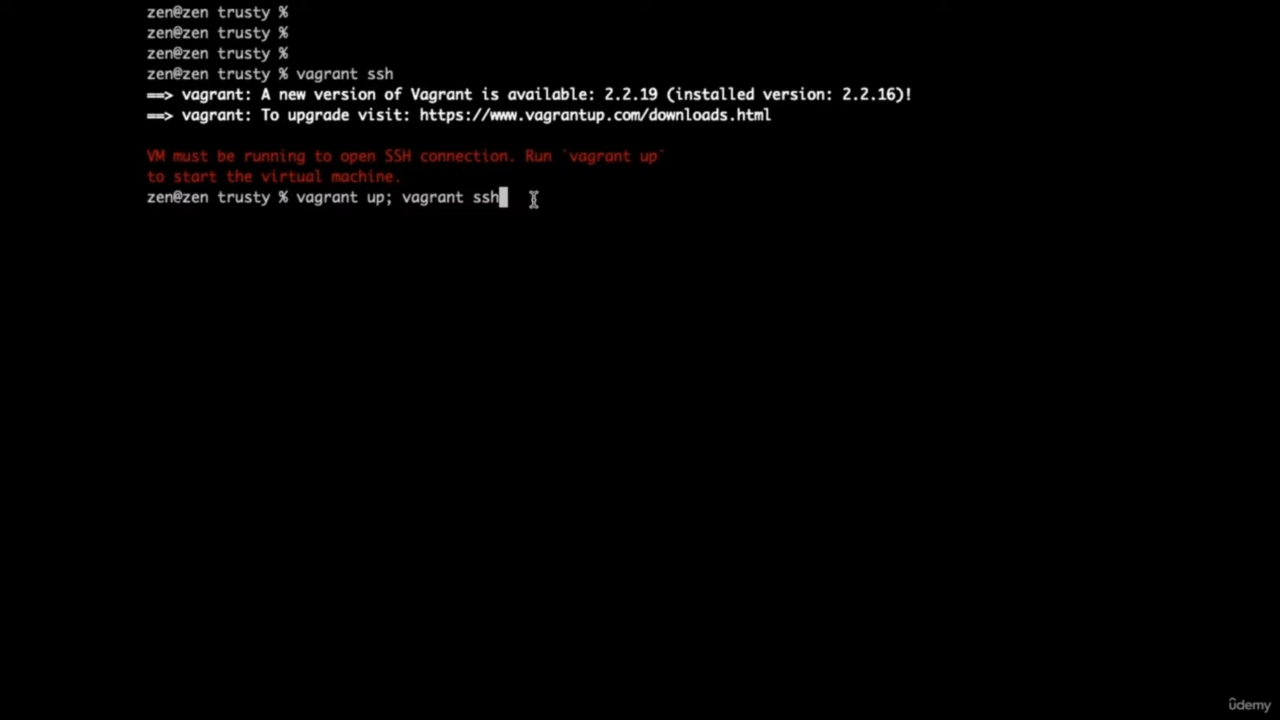 zen@zen trusty %
zen@zen trusty %
zen@zen trusty %
zen@zen trusty % vagrant ssh
==> vagrant: A new version of Vagrant is available: 2.2.19 (installed version: 2.2.16)!
==> vagrant: To upgrade visit: https://www.vagrantup.com/downloads.html
VM must be running to open SSH connection. Run `vagrant up`
to start the virtual machine.
zen@zen trusty % vagrant up; vagrant ssh
ûdemy